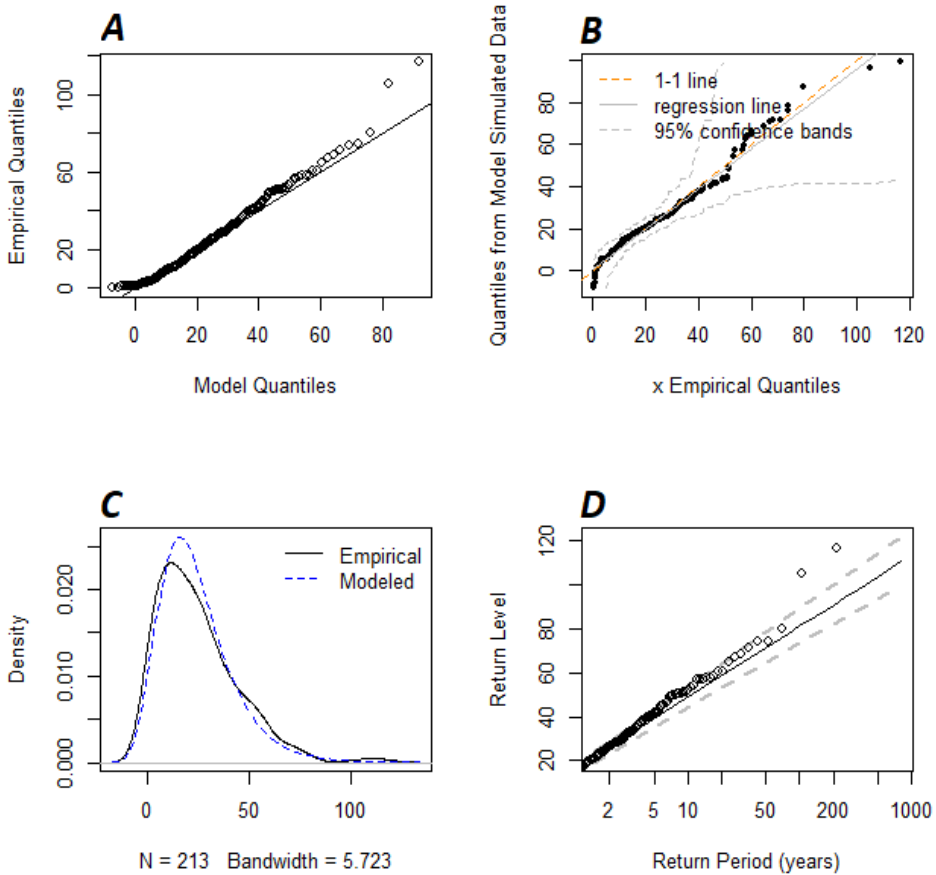 A
Empirical Quantiles
0 20 60 100
0 20 40 60 80
Model Quantiles
B
Quantiles from Model Simulated Data
0 20 40 60 80
1-1 line
regression line
95% confidence bands
0 20 40 60 80 100 120
x Empirical Quantiles
C
Density
0.000 0.010 0.020
Empirical
Modeled
0 50 100
N = 213 Bandwidth = 5.723
D
Return Level
20 40 60 80 120
2 5 10 50 200 1000
Return Period (years)